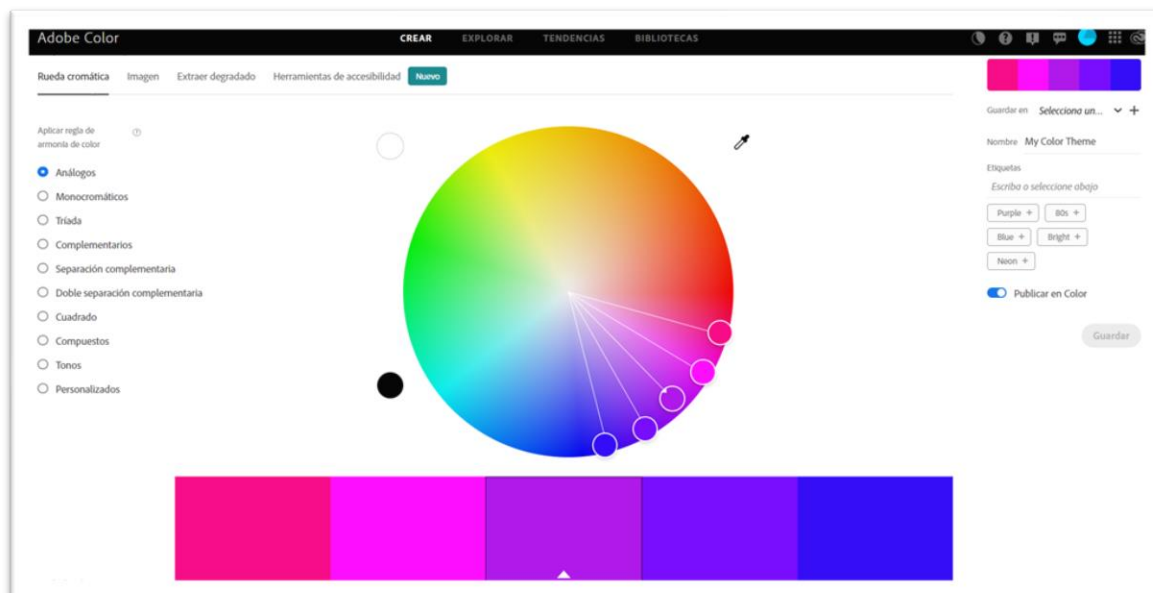 Adobe Color
CREAR EXPLORAR TENDENCIAS BIBLIOTECAS
Rueda cromática Imagen Extraer degradado Herramientas de accesibilidad Nuevo
Aplicar regla de
armonía de color
Análogos
Monocromáticos
Tríada
Complementarios
Separación complementaria
Doble separación complementaria
Cuadrado
Compuestos
Tonos
Personalizados
Guardar en Selecciona un...
Nombre My Color Theme
Etiquetas
Escriba o seleccione abajo
Purple + 80s +
Blue + Bright +
Neon +
Publicar en Color
Guardar